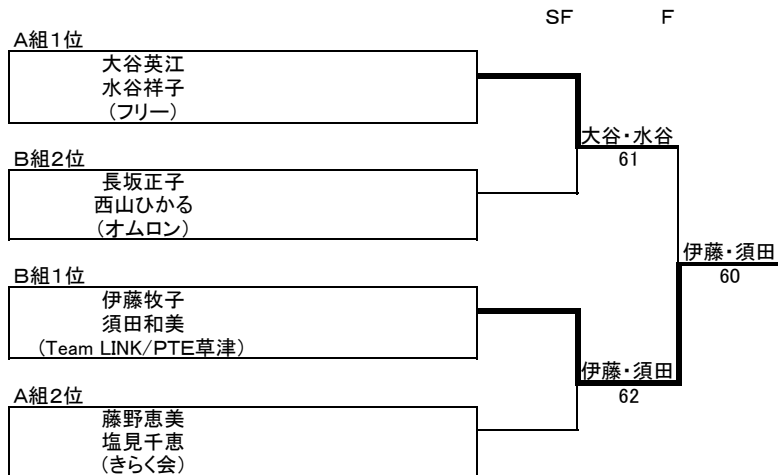 SF F
A組1位
大谷英江
水谷祥子
(フリー)
大谷・水谷
61
B組2位
長坂正子
西山ひかる
(オムロン)
伊藤・須田
60
B組1位
伊藤牧子
須田和美
(Team LINK/PTE草津)
伊藤・須田
62
A組2位
藤野恵美
塩見千恵
(きらく会)